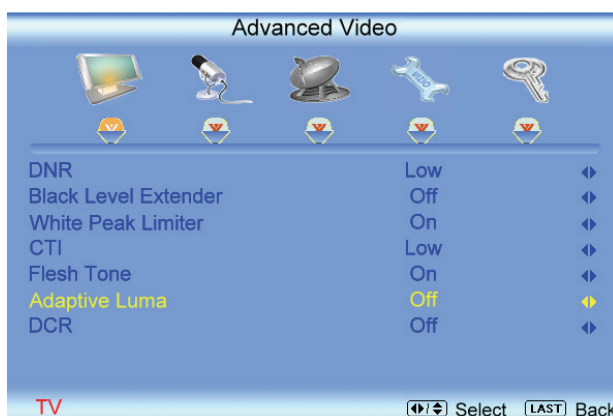 Advanced Video
VIZIO
DNR Low
Black Level Extender Off
White Peak Limiter On
CTI Low
Flesh Tone On
Adaptive Luma Off
DCR Off
TV Select LAST Back